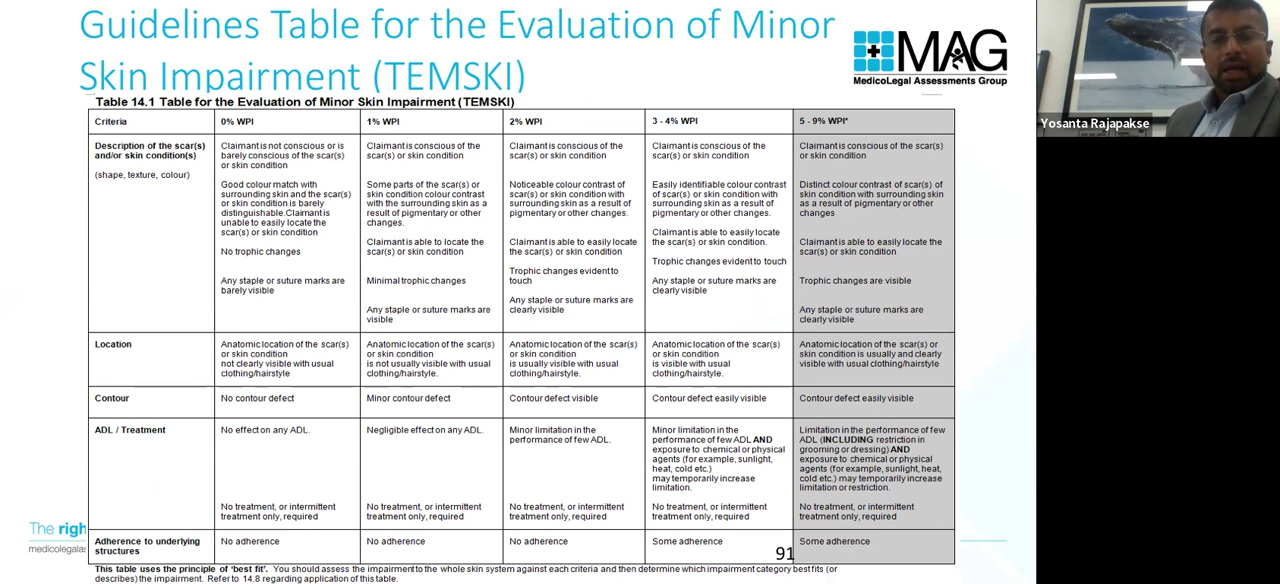 Guidelines Table for the Evaluation of Minor
Skin Impairment (TEMSKI)
MAG
MedicoLegal Assessments Group
Yosanta Rajapakse
Table 14.1 Table for the Evaluation of Minor Skin Impairment (TEMSKI)
Criteria
0% WPI
1% WPI
2% WPI
3 - 4% WPI
5 - 9% WPI*
Description of the scar(s)
and/or skin condition(s)
(shape, texture, colour)
Claimant is not conscious or is
barely conscious of the scar(s)
or skin condition
Good colour match with
surrounding skin and the scar(s)
or skin condition is barely
distinguishable.Claimant is
unable to easily locate the
scar(s) or skin condition
No trophic changes
Any staple or suture marks are
barely visible
Claimant is conscious of the
scar(s) or skin condition
Some parts of the scar(s) or
skin condition colour contrast
with the surrounding skin as a
result of pigmentary or other
changes.
Claimant is able to locate the
scar(s) or skin condition
Minimal trophic changes
Any staple or suture marks are
visible
Claimant is conscious of the
scar(s) or skin condition
Noticeable colour contrast of
scar(s) or skin condition with
surrounding skin as a result of
pigmentary or other changes.
Claimant is able to easily locate
the scar(s) or skin condition
Trophic changes evident to
touch
Any staple or suture marks are
clearly visible
Claimant is conscious of the
scar(s) or skin condition
Easily identifiable colour contrast
of scar(s) or skin condition with
surrounding skin as a result of
pigmentary or other changes.
Claimant is able to easily locate
the scar(s) or skin condition.
Trophic changes evident to touch
Any staple or suture marks are
clearly visible
Claimant is conscious of the scar(s)
or skin condition
Distinct colour contrast of scar(s) of
skin condition with surrounding skin
as a result of pigmentary or other
changes
Claimant is able to easily locate the
scar(s) or skin condition
Trophic changes are visible
Any staple or suture marks are
clearly visible
Location
Anatomic location of the scar(s)
or skin condition
not clearly visible with usual
clothing/hairstyle
Anatomic location of the scar(s)
or skin condition
is not usually visible with usual
clothing/hairstyle.
Anatomic location of the scar(s)
or skin condition
is usually visible with usual
clothing/hairstyle.
Anatomic location of the scar(s)
or skin condition
is visible with usual
clothing/hairstyle.
Anatomic location of the scar(s) or
skin condition is usually and clearly
visible with usual clothing/hairstyle
Contour
No contour defect
Minor contour defect
Contour defect visible
Contour defect easily visible
Contour defect easily visible
ADL / Treatment
No effect on any ADL.
No treatment, or intermittent
treatment only, required
Negligible effect on any ADL.
No treatment, or intermittent
treatment only, required
Minor limitation in the
performance of few ADL.
No treatment, or intermittent
treatment only, required
Minor limitation in the
performance of few ADL AND
exposure to chemical or physical
agents (for example, sunlight,
heat, cold etc.)
may temporarily increase
limitation.
No treatment, or intermittent
treatment only, required
Limitation in the performance of few
ADL (INCLUDING restriction in
grooming or dressing) AND
exposure to chemical or physical
agents (for example, sunlight, heat,
cold etc.) may temporarily increase
limitation or restriction.
No treatment, or intermittent
treatment only, required
Adherence to underlying
structures
No adherence
No adherence
No adherence
Some adherence
Some adherence
The righ
medicolegalas
91
This table uses the principle of 'best fit'. You should assess the impairment to the whole skin system against each criteria and then determine which impairment category best fits (or
describes) the impairment. Refer to 14.8 regarding application of this table.